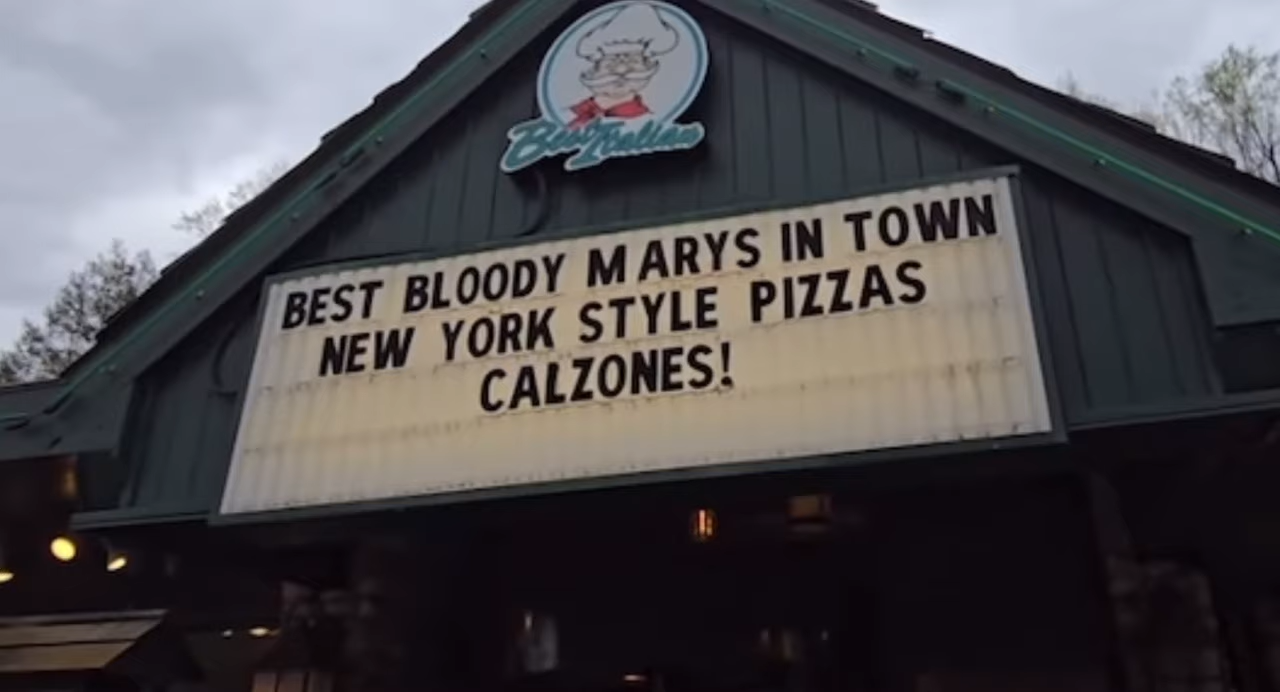 Best Italian
BEST BLOODY MARYS IN TOWN
NEW YORK STYLE PIZZAS
CALZONES!